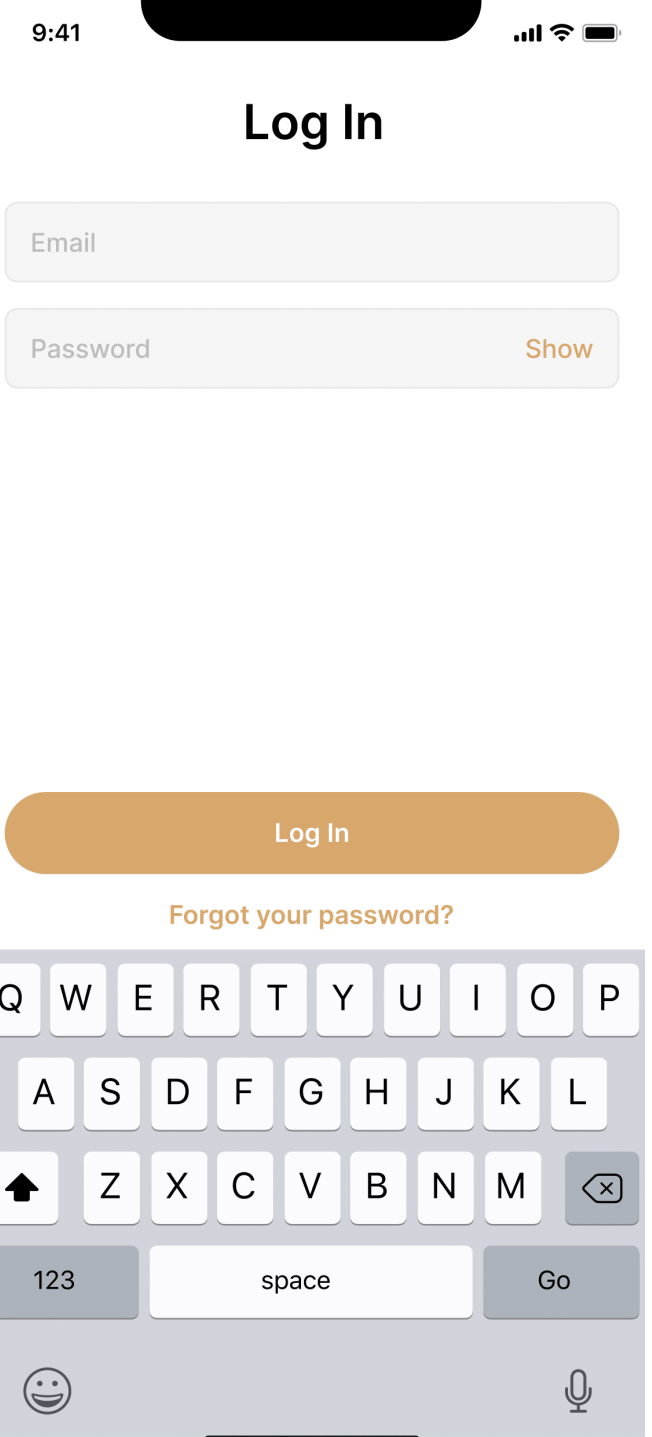 9:41
Log In
Email
Password Show
Log In
Forgot your password?
Q W E R T Y U I O P
A S D F G H J K L
Z X C V B N M
123 space Go